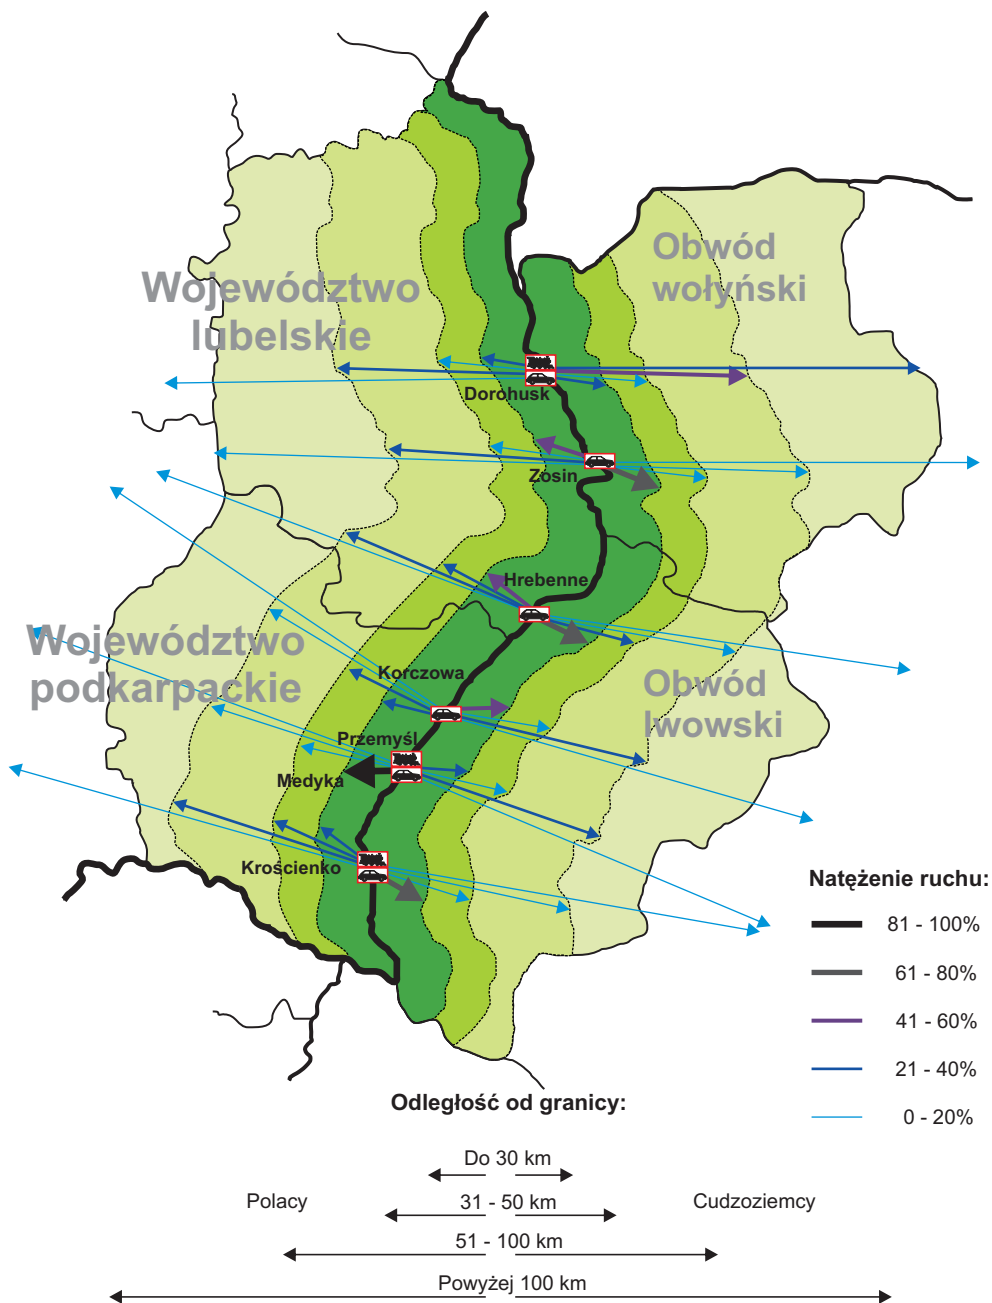 Obwód
wołyński
Województwo
lubelskie
Dorohusk
Zosin
Hrebenne
Województwo
podkarpackie
Korczowa
Obwód
lwowski
Przemyśl
Medyka
Krościenko
Natężenie ruchu:
81 - 100%
61 - 80%
41 - 60%
21 - 40%
0 - 20%
Odległość od granicy:
Do 30 km
Polacy
31 - 50 km
Cudzoziemcy
51 - 100 km
Powyżej 100 km